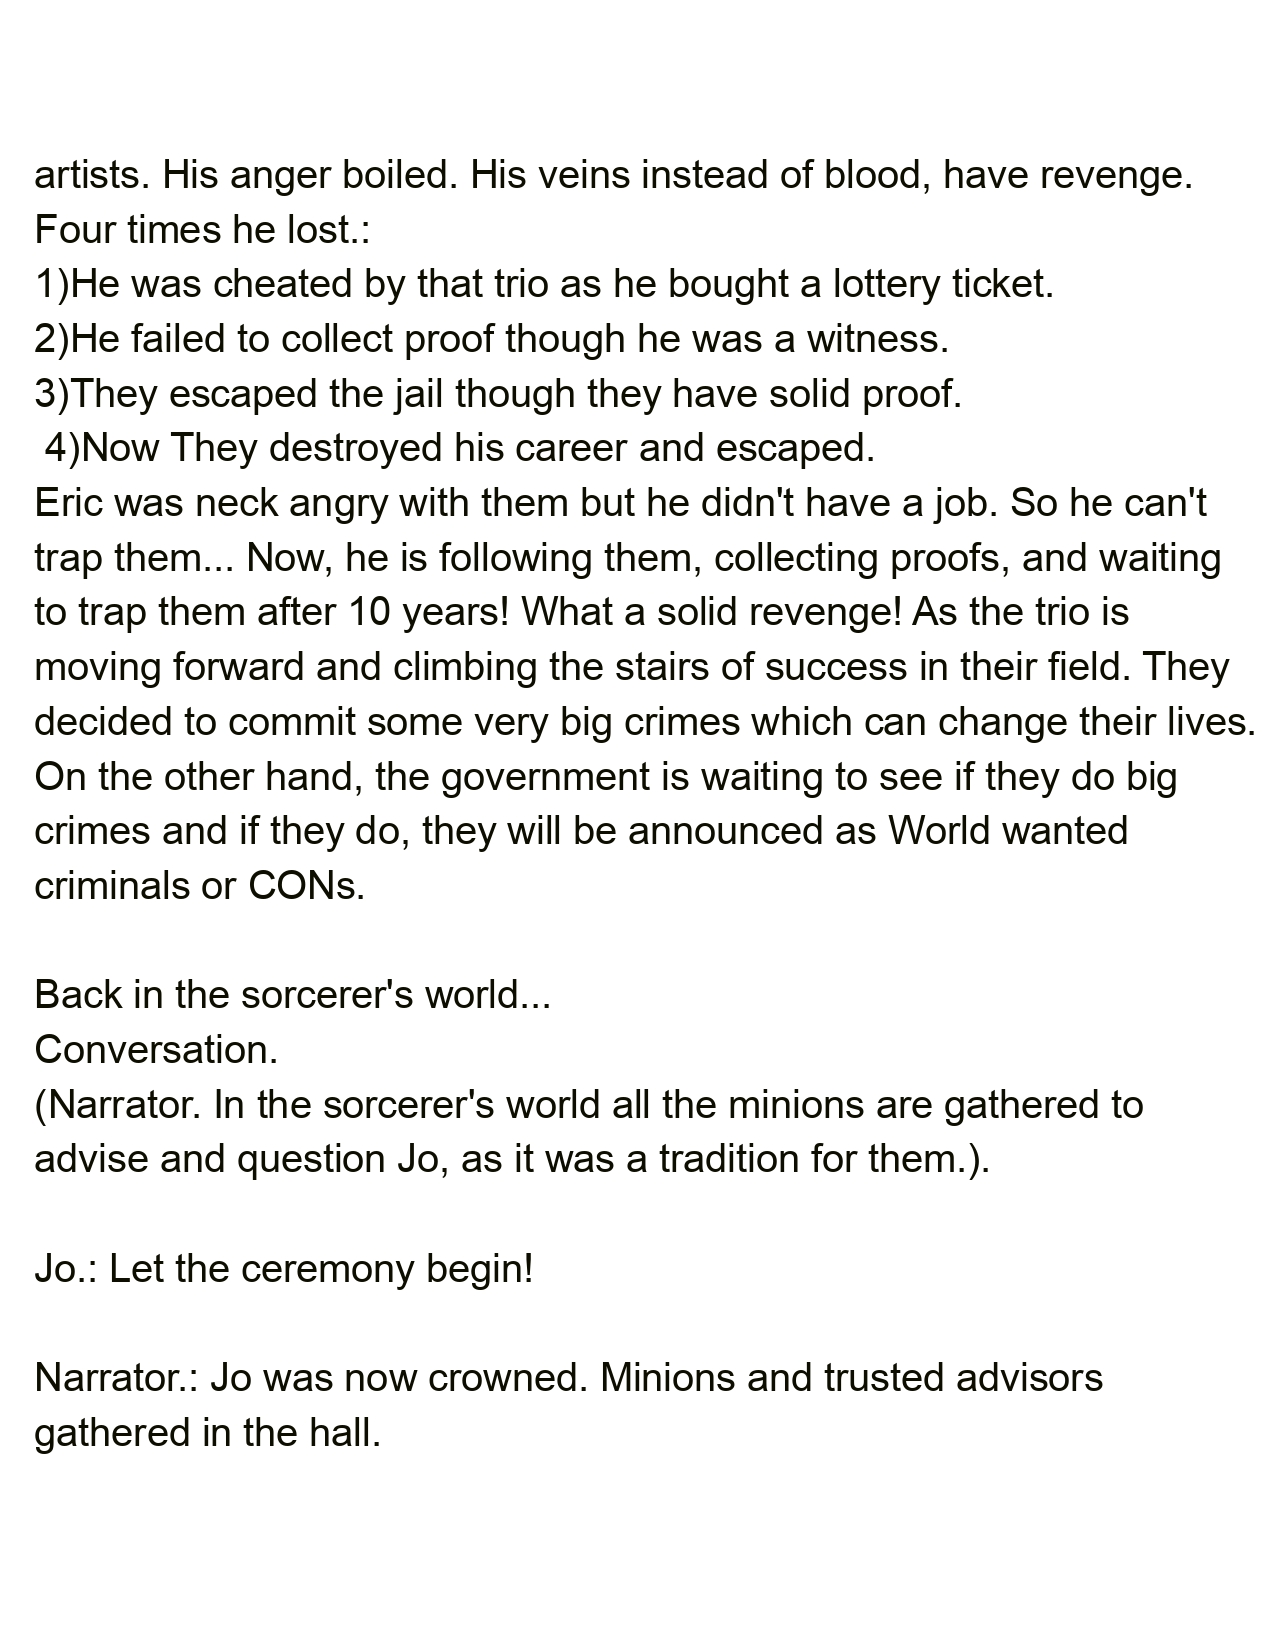 artists. His anger boiled. His veins instead of blood, have revenge.
Four times he lost.:
1)He was cheated by that trio as he bought a lottery ticket.
2)He failed to collect proof though he was a witness.
3)They escaped the jail though they have solid proof.
4)Now They destroyed his career and escaped.
Eric was neck angry with them but he didn't have a job. So he can't
trap them... Now, he is following them, collecting proofs, and waiting
to trap them after 10 years! What a solid revenge! As the trio is
moving forward and climbing the stairs of success in their field. They
decided to commit some very big crimes which can change their lives.
On the other hand, the government is waiting to see if they do big
crimes and if they do, they will be announced as World wanted
criminals or CONs.
Back in the sorcerer's world...
Conversation.
(Narrator. In the sorcerer's world all the minions are gathered to
advise and question Jo, as it was a tradition for them.).
Jo.: Let the ceremony begin!
Narrator.: Jo was now crowned. Minions and trusted advisors
gathered in the hall.